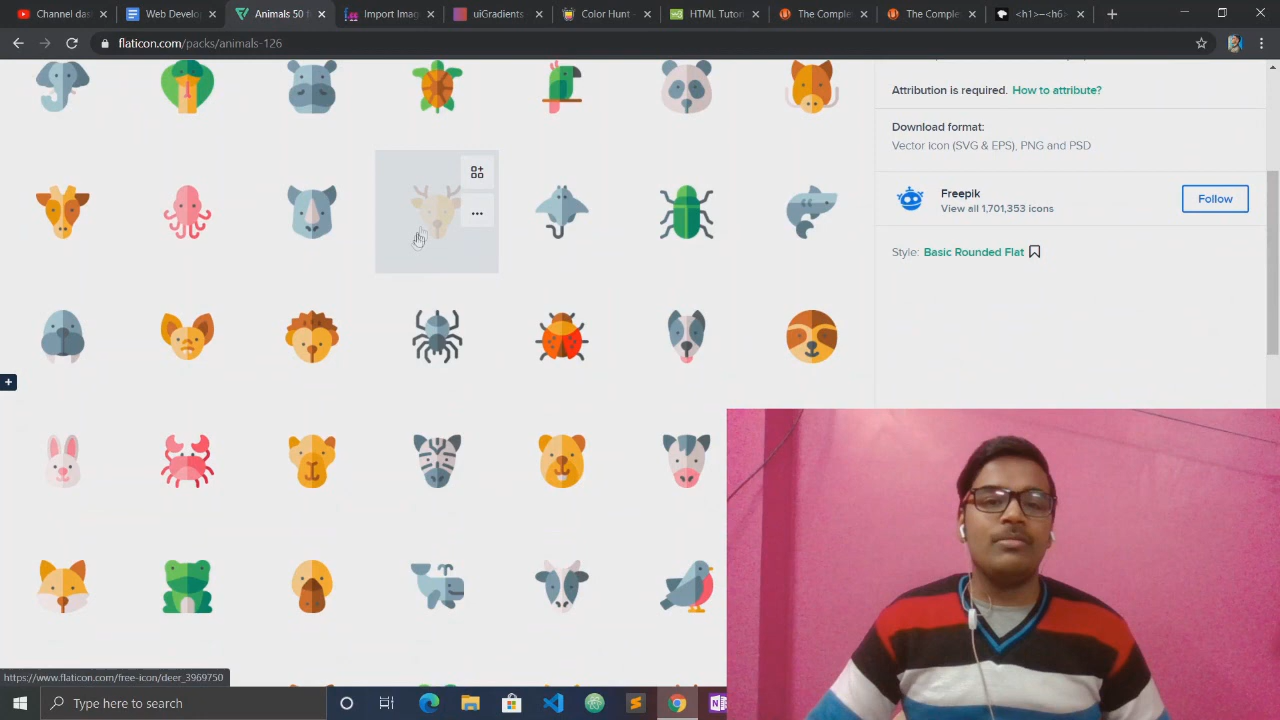 Channel das
Web Develo
Animals 50 f
Import Imag
uiGradients
Color Hunt -
HTML Tutori
The Comple
The Comple
<h1>–<h6>
flaticon.com/packs/animals-126
Attribution is required. How to attribute?
Download format:
Vector icon (SVG & EPS), PNG and PSD
Freepik
View all 1,701,353 icons
Follow
Style: Basic Rounded Flat
https://www.flaticon.com/free-icon/deer_3969750
Type here to search